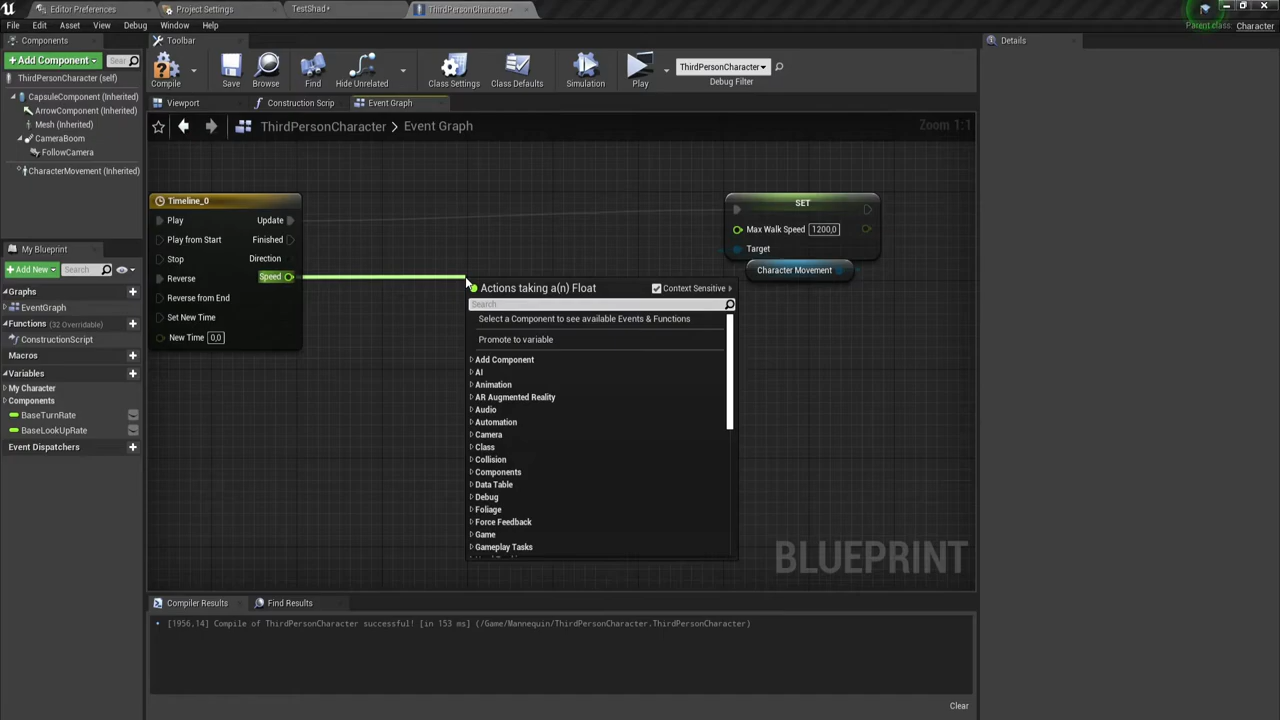 Editor Preferences
Project Settings
TestShad*
ThirdPersonCharacter*
File Edit Asset View Debug Window Help
Parent class: Character
Components
Toolbar
Details
+ Add Component
Search
ThirdPersonCharacter (self)
CapsuleComponent (Inherited)
ArrowComponent (Inherited)
Mesh (Inherited)
CameraBoom
FollowCamera
CharacterMovement (Inherited)
Compile
Save
Browse
Find
Hide Unrelated
Class Settings
Class Defaults
Simulation
Play
ThirdPersonCharacter
Debug Filter
Viewport
Construction Scrip
Event Graph
ThirdPersonCharacter > Event Graph
Zoom 1:1
My Blueprint
+ Add New
Search
Graphs
EventGraph
Functions (32 Overridable)
ConstructionScript
Macros
Variables
My Character
Components
BaseTurnRate
BaseLookUpRate
Event Dispatchers
Timeline_0
Play Update
Play from Start Finished
Stop Direction
Reverse Speed
Reverse from End
Set New Time
New Time 0,0
SET
Max Walk Speed 1200,0
Target
Character Movement
Actions taking a(n) Float
Context Sensitive
Search
Select a Component to see available Events & Functions
Promote to variable
Add Component
AI
Animation
AR Augmented Reality
Audio
Automation
Camera
Class
Collision
Components
Data Table
Debug
Foliage
Force Feedback
Game
Gameplay Tasks
BLUEPRINT
Compiler Results
Find Results
[1956,14] Compile of ThirdPersonCharacter successful! [in 153 ms] (/Game/Mannequin/ThirdPersonCharacter.ThirdPersonCharacter)
Clear